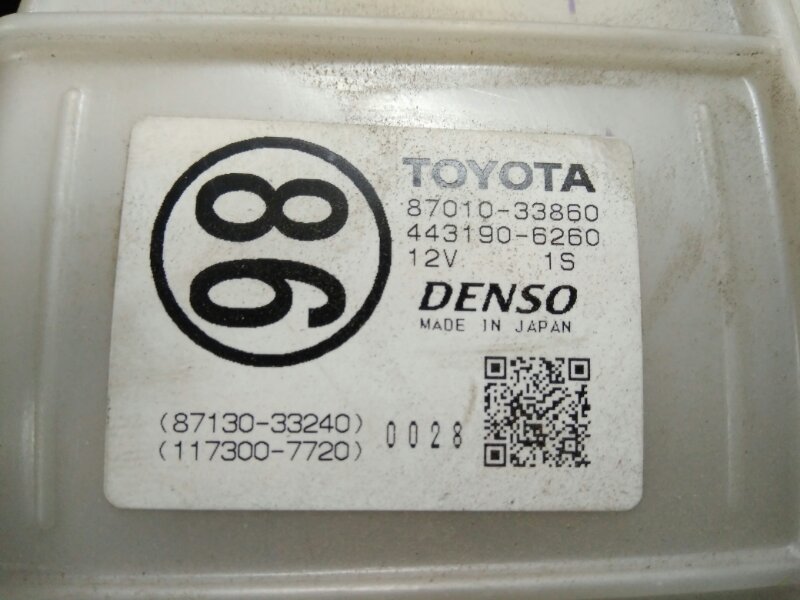 86
TOYOTA
87010-33860
443190-6260
12V 1S
DENSO
MADE IN JAPAN
(87130-33240)
(117300-7720) 0028